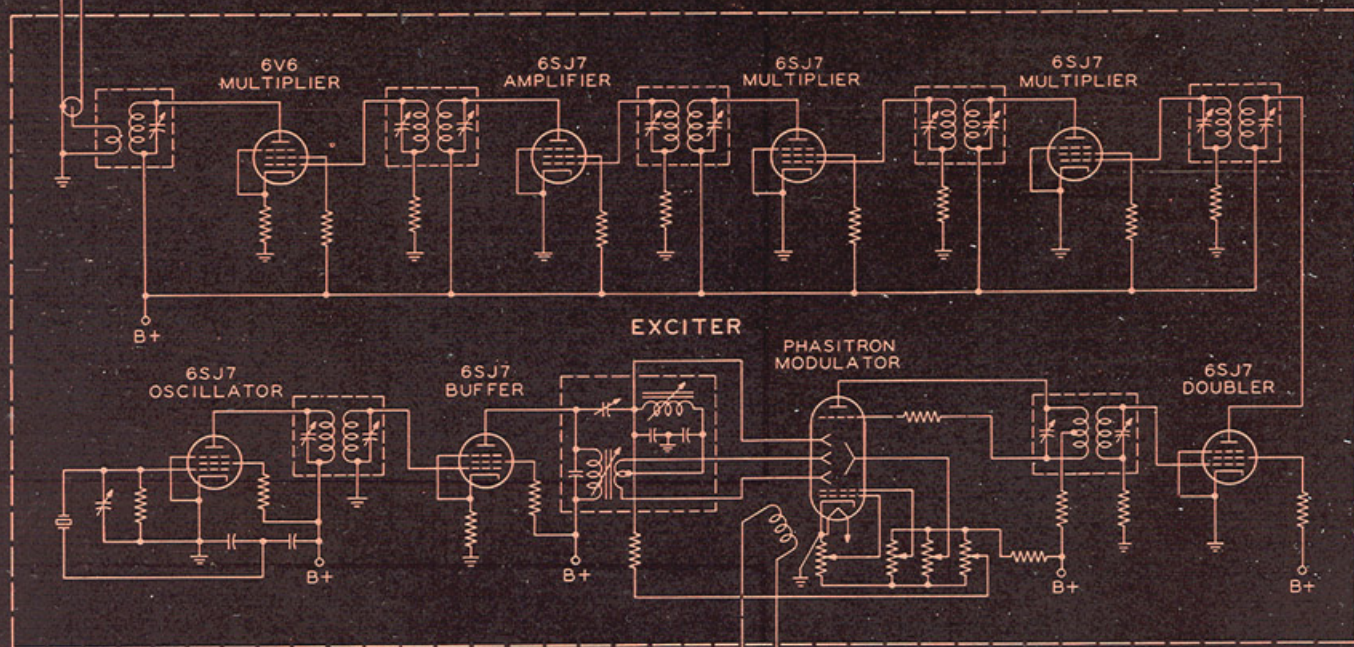 6V6
MULTIPLIER
6SJ7
AMPLIFIER
6SJ7
MULTIPLIER
6SJ7
MULTIPLIER
B+
EXCITER
6SJ7
OSCILLATOR
6SJ7
BUFFER
PHASITRON
MODULATOR
6SJ7
DOUBLER
B+
B+
B+
B+